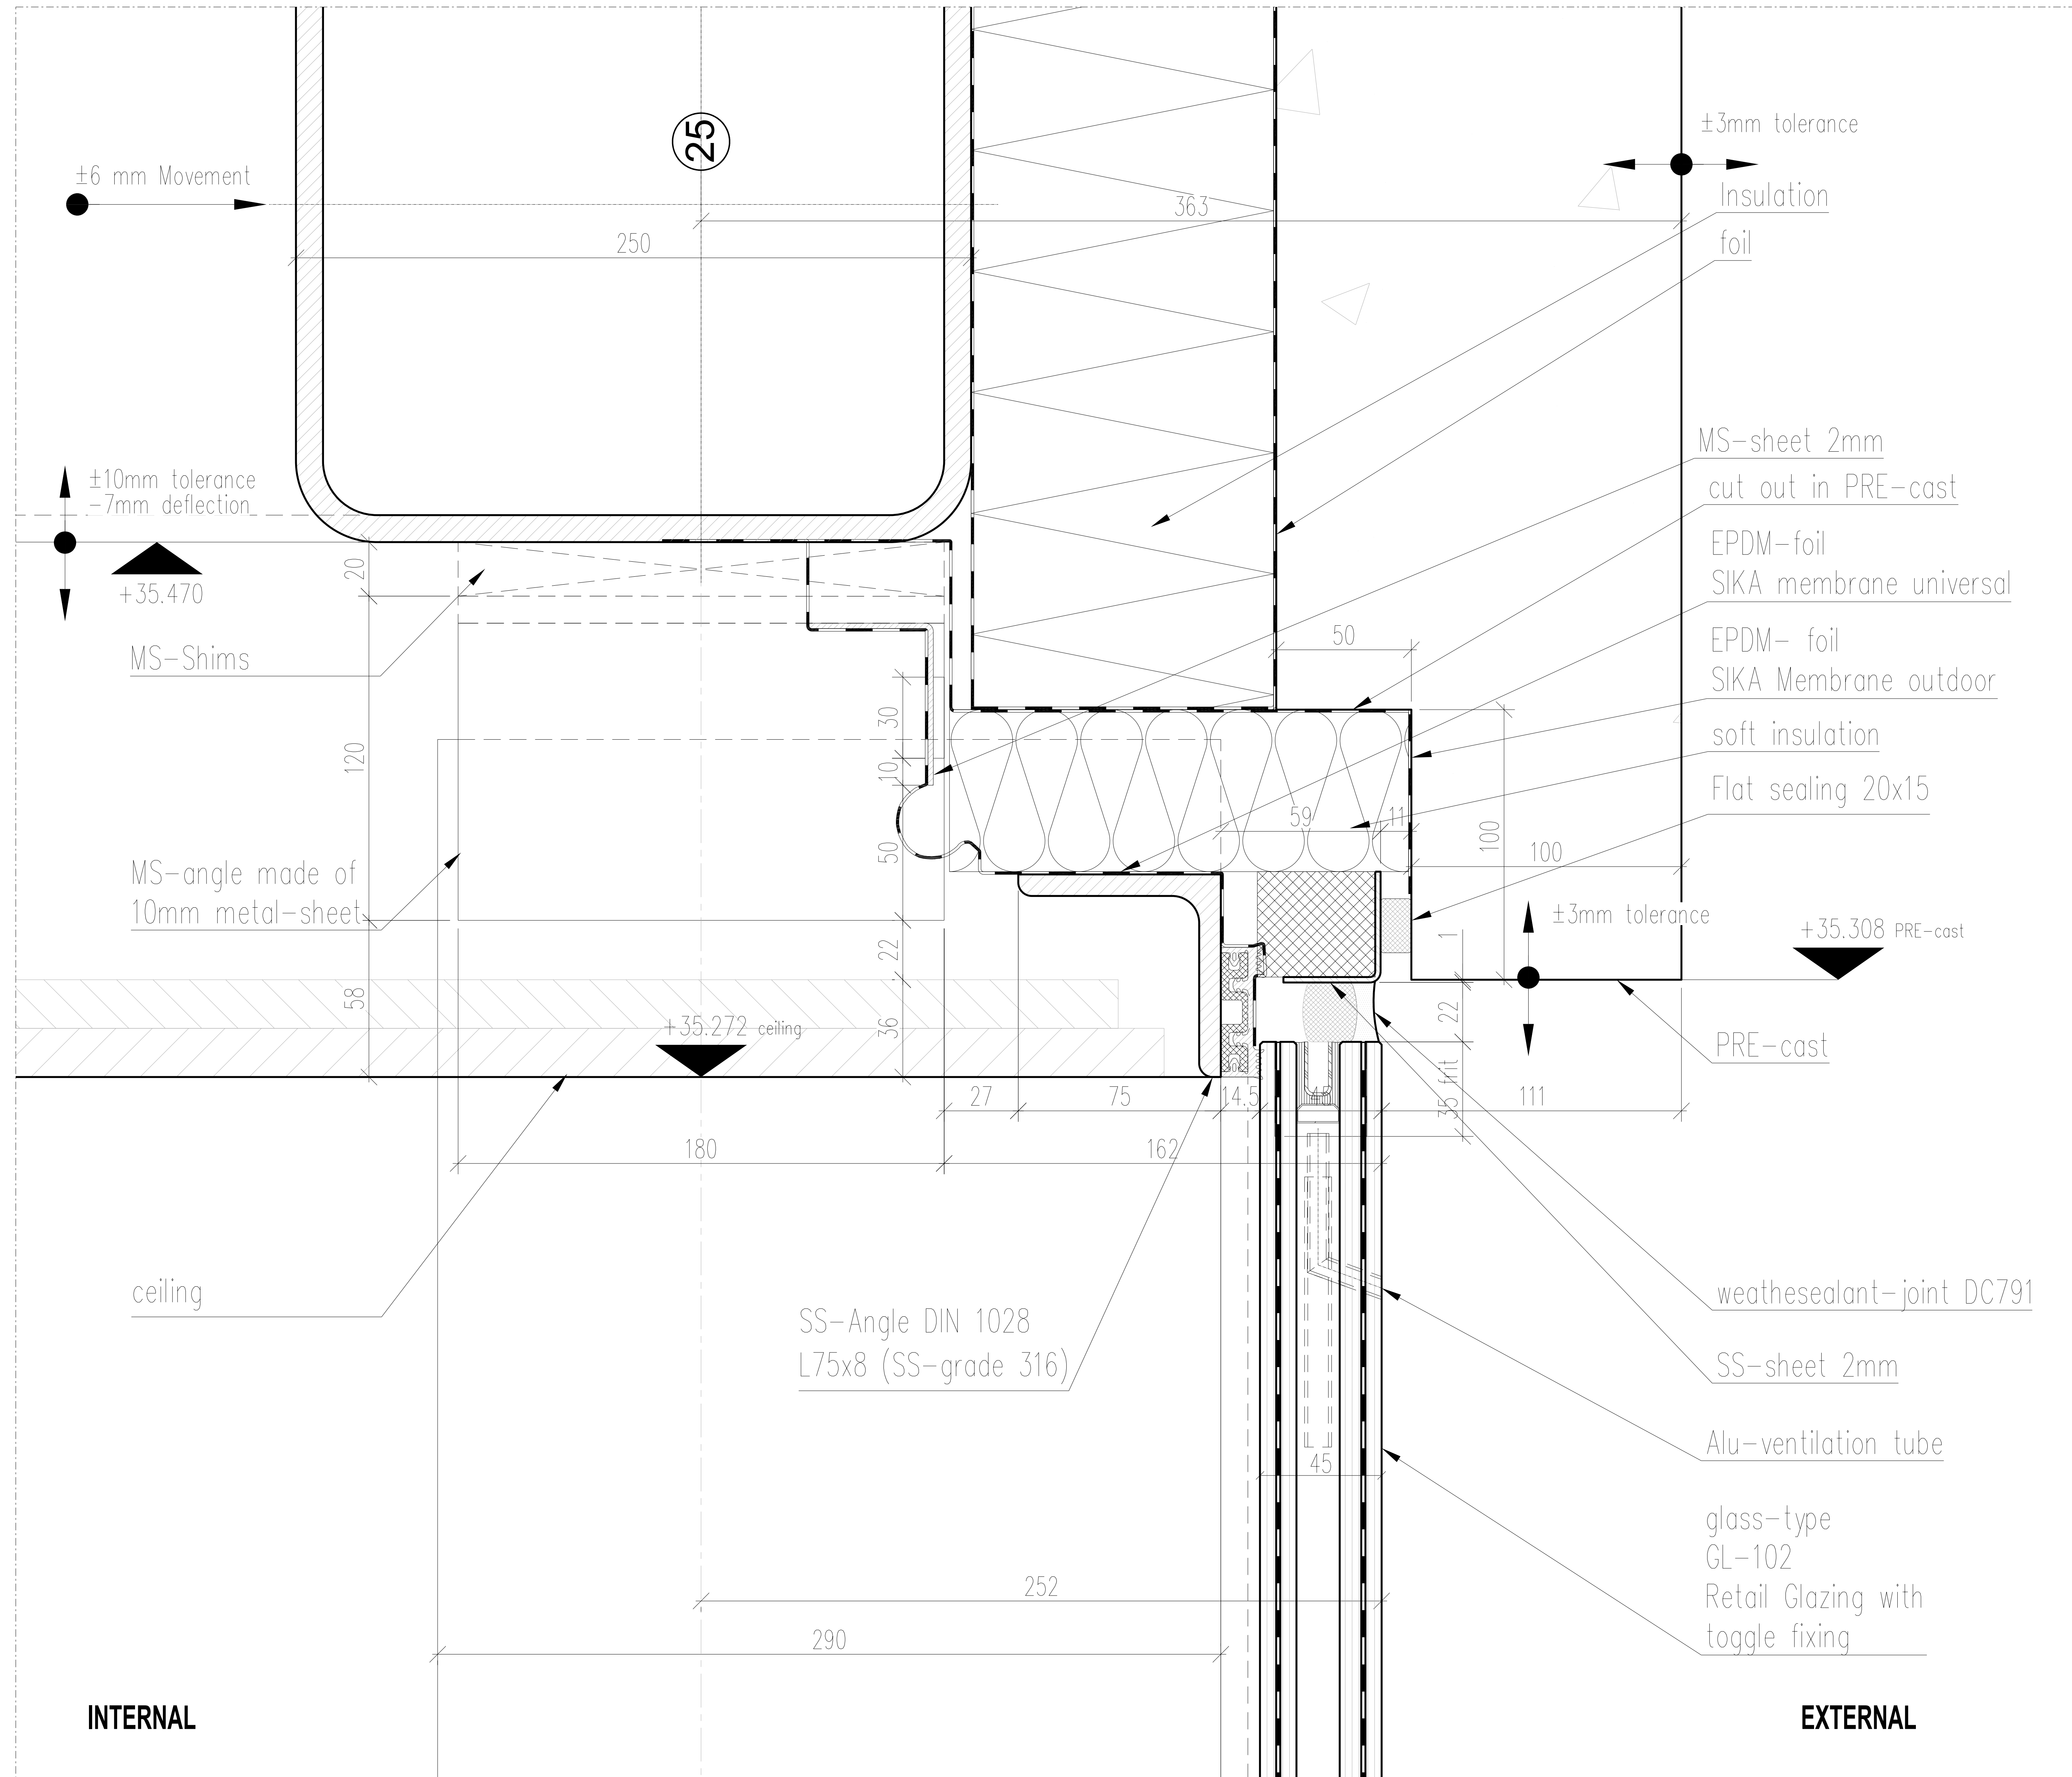 25
±3mm tolerance
±6 mm Movement
363
Insulation
250
foil
±10mm tolerance
-7mm deflection
+35.470
20
MS-sheet 2mm
cut out in PRE-cast
EPDM-foil
SIKA membrane universal
EPDM- foil
SIKA Membrane outdoor
soft insulation
Flat sealing 20x15
MS-Shims
50
30
120
10
59
11
50
100
100
MS-angle made of
10mm metal-sheet
±3mm tolerance
1
+35.308 PRE-cast
22
58
+35.272 ceiling
36
22
PRE-cast
35 frit
27
75
14.5
45
111
180
162
ceiling
SS-Angle DIN 1028
L75x8 (SS-grade 316)
weathesealant-joint DC791
SS-sheet 2mm
Alu-ventilation tube
45
glass-type
GL-102
Retail Glazing with
toggle fixing
252
290
INTERNAL
EXTERNAL